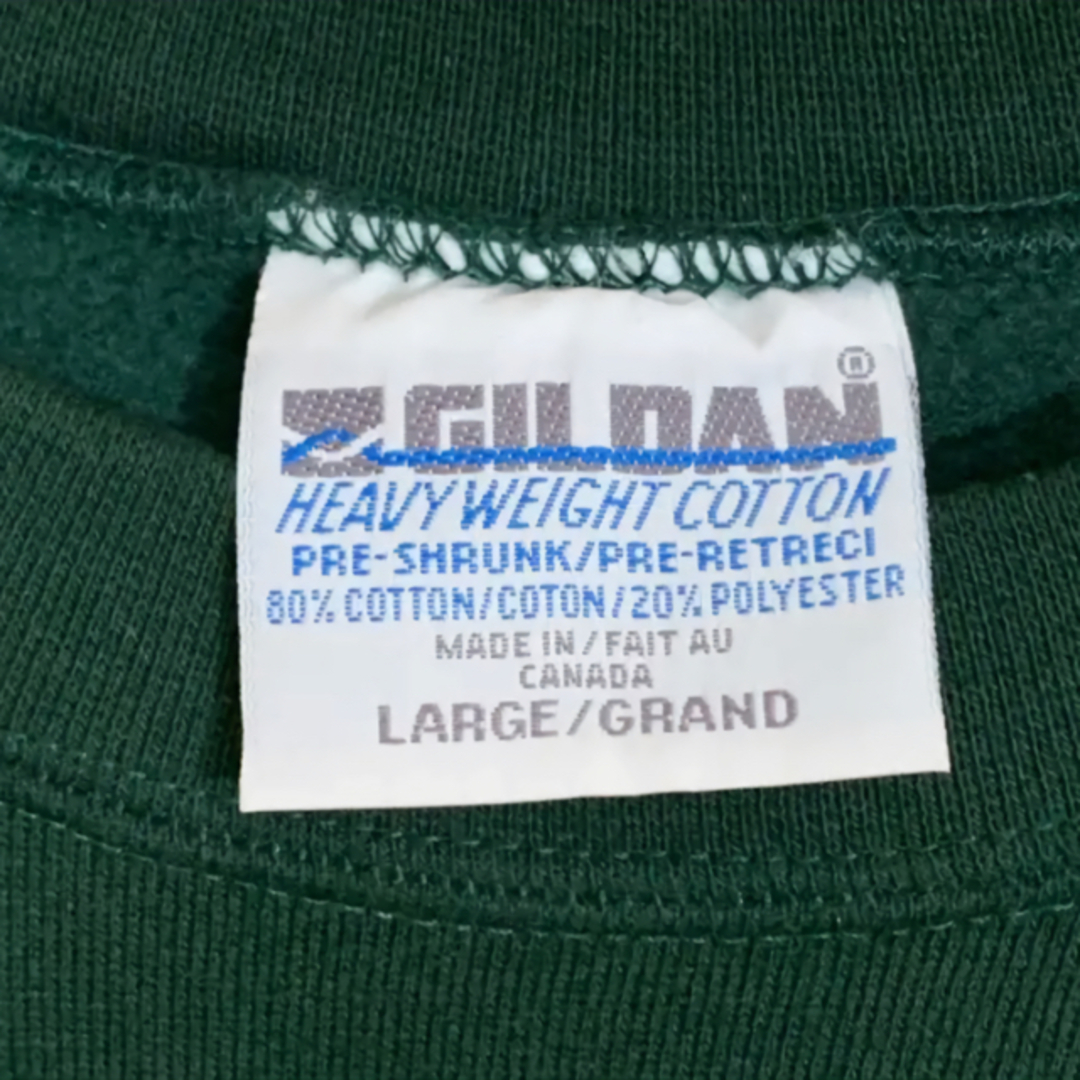 GILDAN®
HEAVYWEIGHT COTTON
PRE-SHRUNK/PRE-RETRECI
80% COTTON/COTON/20% POLYESTER
MADE IN/FAIT AU
CANADA
LARGE/GRAND